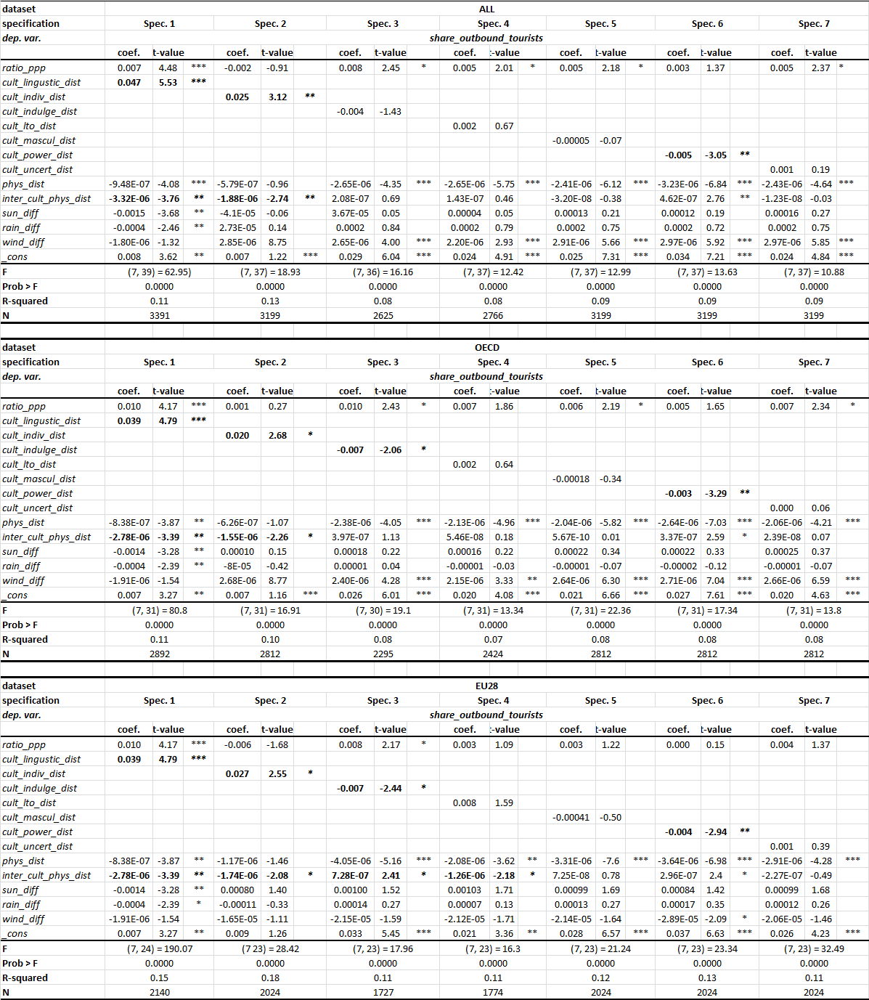 dataset ALL
specification Spec. 1 Spec. 2 Spec. 3 Spec. 4 Spec. 5 Spec. 6 Spec. 7
dep. var. share_outbound_tourists
coef. t-value coef. t-value coef. t-value coef. t-value coef. t-value coef. t-value coef. t-value
ratio_ppp 0.007 4.48 *** -0.002 -0.91 0.008 2.45 * 0.005 2.01 * 0.005 2.18 * 0.003 1.37 0.005 2.37 *
cult_lingustic_dist 0.047 5.53 ***
cult_indiv_dist 0.025 3.12 **
cult_indulge_dist -0.004 -1.43
cult_lto_dist 0.002 0.67
cult_mascul_dist -0.00005 -0.07
cult_power_dist -0.005 -3.05 **
cult_uncert_dist 0.001 0.19
phys_dist -9.48E-07 -4.08 *** -5.79E-07 -0.96 -2.65E-06 -4.35 *** -2.65E-06 -5.75 *** -2.41E-06 -6.12 *** -3.23E-06 -6.84 *** -2.43E-06 -4.64 ***
inter_cult_phys_dist -3.32E-06 -3.76 ** -1.88E-06 -2.74 ** 2.08E-07 0.69 1.43E-07 0.46 -3.20E-08 -0.38 4.62E-07 2.76 ** -1.23E-08 -0.03
sun_diff -0.0015 -3.68 ** -4.1E-05 -0.06 3.67E-05 0.05 0.00004 0.05 0.00013 0.21 0.00012 0.19 0.00016 0.27
rain_diff -0.0004 -2.46 ** 2.73E-05 0.14 0.0002 0.84 0.0002 0.79 0.0002 0.75 0.0002 0.72 0.0002 0.75
wind_diff -1.80E-06 -1.32 2.85E-06 8.75 2.65E-06 4.00 *** 2.20E-06 2.93 *** 2.91E-06 5.66 *** 2.97E-06 5.92 *** 2.97E-06 5.85 ***
_cons 0.008 3.62 ** 0.007 1.22 *** 0.029 6.04 *** 0.024 4.91 *** 0.025 7.31 *** 0.034 7.21 *** 0.024 4.84 ***
F (7, 39) = 62.95) (7, 37) = 18.93 (7, 36) = 16.16 (7, 37) = 12.42 (7, 37) = 12.99 (7, 37) = 13.63 (7, 37) = 10.88
Prob > F 0.0000 0.0000 0.0000 0.0000 0.0000 0.0000 0.0000
R-squared 0.11 0.13 0.08 0.08 0.09 0.09 0.09
N 3391 3199 2625 2766 3199 3199 3199
dataset OECD
specification Spec. 1 Spec. 2 Spec. 3 Spec. 4 Spec. 5 Spec. 6 Spec. 7
dep. var. share_outbound_tourists
coef. t-value coef. t-value coef. t-value coef. t-value coef. t-value coef. t-value coef. t-value
ratio_ppp 0.010 4.17 *** 0.001 0.27 0.010 2.43 * 0.007 1.86 0.006 2.19 * 0.005 1.65 0.007 2.34 *
cult_lingustic_dist 0.039 4.79 ***
cult_indiv_dist 0.020 2.68 *
cult_indulge_dist -0.007 -2.06 *
cult_lto_dist 0.002 0.64
cult_mascul_dist -0.00018 -0.34
cult_power_dist -0.003 -3.29 **
cult_uncert_dist 0.000 0.06
phys_dist -8.38E-07 -3.87 ** -6.26E-07 -1.07 -2.38E-06 -4.05 *** -2.13E-06 -4.96 *** -2.04E-06 -5.82 *** -2.64E-06 -7.03 *** -2.06E-06 -4.21 ***
inter_cult_phys_dist -2.78E-06 -3.39 ** -1.55E-06 -2.26 * 3.97E-07 1.13 5.46E-08 0.18 5.67E-10 0.01 3.37E-07 2.59 * 2.39E-08 0.07
sun_diff -0.0014 -3.28 ** 0.00010 0.15 0.00018 0.22 0.00016 0.22 0.00022 0.34 0.00022 0.33 0.00025 0.37
rain_diff -0.0004 -2.39 ** -8E-05 -0.42 0.00001 0.04 -0.00001 -0.03 -0.00001 -0.07 -0.00002 -0.12 -0.00001 -0.07
wind_diff -1.91E-06 -1.54 2.68E-06 8.77 2.40E-06 4.28 *** 2.15E-06 3.33 ** 2.64E-06 6.30 *** 2.71E-06 7.04 *** 2.66E-06 6.59 ***
_cons 0.007 3.27 ** 0.007 1.16 *** 0.026 6.01 *** 0.020 4.08 *** 0.021 6.66 *** 0.027 7.61 *** 0.020 4.63 ***
F (7, 31) = 80.8 (7, 31) = 16.91 (7, 30) = 19.1 (7, 31) = 13.34 (7, 31) = 22.36 (7, 31) = 17.34 (7, 31) = 13.8
Prob > F 0.0000 0.0000 0.0000 0.0000 0.0000 0.0000 0.0000
R-squared 0.11 0.10 0.08 0.07 0.08 0.08 0.08
N 2892 2812 2295 2424 2812 2812 2812
dataset EU28
specification Spec. 1 Spec. 2 Spec. 3 Spec. 4 Spec. 5 Spec. 6 Spec. 7
dep. var. share_outbound_tourists
coef. t-value coef. t-value coef. t-value coef. t-value coef. t-value coef. t-value coef. t-value
ratio_ppp 0.010 4.17 *** -0.006 -1.68 0.008 2.17 * 0.003 1.09 0.003 1.22 0.000 0.15 0.004 1.37
cult_lingustic_dist 0.039 4.79 ***
cult_indiv_dist 0.027 2.55 *
cult_indulge_dist -0.007 -2.44 *
cult_lto_dist 0.008 1.59
cult_mascul_dist -0.00041 -0.50
cult_power_dist -0.004 -2.94 **
cult_uncert_dist 0.001 0.39
phys_dist -8.38E-07 -3.87 ** -1.17E-06 -1.46 -4.05E-06 -5.16 *** -2.08E-06 -3.62 ** -3.31E-06 -7.6 *** -3.64E-06 -6.98 *** -2.91E-06 -4.28 ***
inter_cult_phys_dist -2.78E-06 -3.39 ** -1.74E-06 -2.08 * 7.28E-07 2.41 * -1.26E-06 -2.18 * 7.25E-08 0.78 2.96E-07 2.4 * -2.27E-07 -0.49
sun_diff -0.0014 -3.28 ** 0.00080 1.40 0.00100 1.52 0.00103 1.71 0.00099 1.69 0.00084 1.42 0.00099 1.68
rain_diff -0.0004 -2.39 * -0.00011 -0.33 0.00014 0.27 0.00007 0.13 0.00013 0.27 0.00017 0.35 0.00012 0.26
wind_diff -1.91E-06 -1.54 -1.65E-05 -1.11 -2.15E-05 -1.59 -2.12E-05 -1.71 -2.14E-05 -1.64 -2.89E-05 -2.09 * -2.06E-05 -1.46
_cons 0.007 3.27 ** 0.009 1.26 0.033 5.45 *** 0.021 3.36 ** 0.028 6.57 *** 0.037 6.63 *** 0.026 4.23 ***
F (7, 24) = 190.07 (7 23) = 28.42 (7, 23) = 17.96 (7, 23) = 16.3 (7, 23) = 21.24 (7, 23) = 23.34 (7, 23) = 32.49
Prob > F 0.0000 0.0000 0.0000 0.0000 0.0000 0.0000 0.0000
R-squared 0.15 0.18 0.11 0.11 0.12 0.13 0.11
N 2140 2024 1727 1774 2024 2024 2024